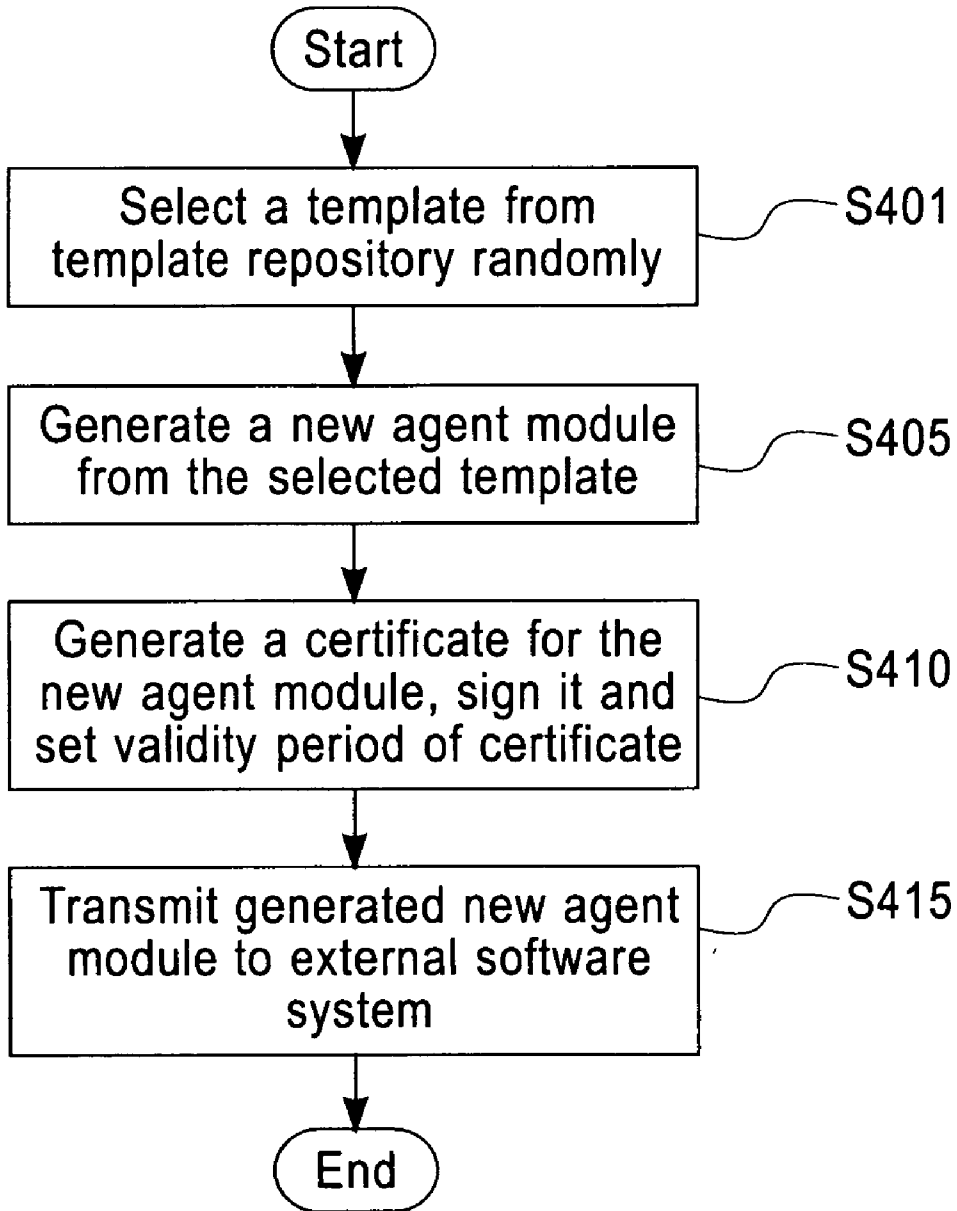 Start
Select a template from
template repository randomly
S401
Generate a new agent module
from the selected template
S405
Generate a certificate for the
new agent module, sign it and
set validity period of certificate
S410
Transmit generated new agent
module to external software
system
S415
End